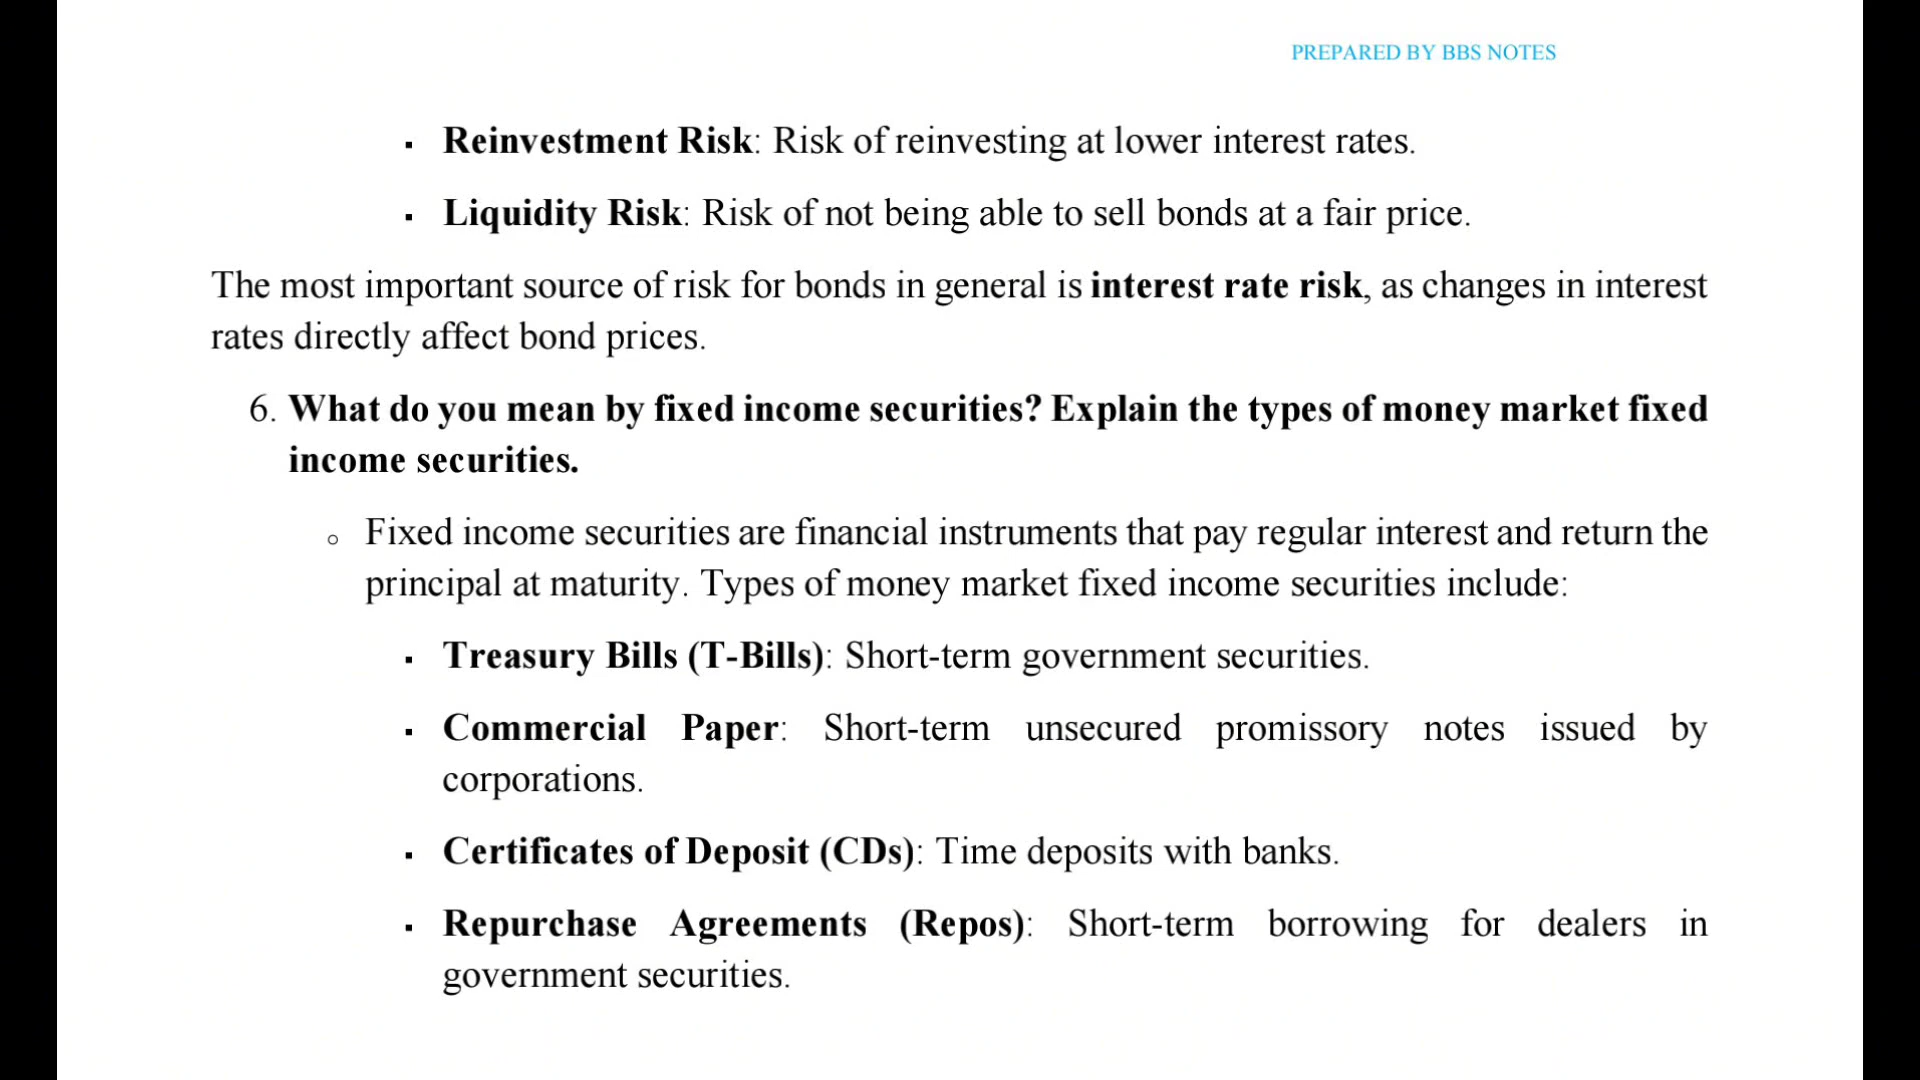 PREPARED BY BBS NOTES
▪ Reinvestment Risk: Risk of reinvesting at lower interest rates.
▪ Liquidity Risk: Risk of not being able to sell bonds at a fair price.
The most important source of risk for bonds in general is interest rate risk, as changes in interest
rates directly affect bond prices.
6. What do you mean by fixed income securities? Explain the types of money market fixed
income securities.
○ Fixed income securities are financial instruments that pay regular interest and return the
principal at maturity. Types of money market fixed income securities include:
▪ Treasury Bills (T-Bills): Short-term government securities.
▪ Commercial Paper: Short-term unsecured promissory notes issued by
corporations.
▪ Certificates of Deposit (CDs): Time deposits with banks.
▪ Repurchase Agreements (Repos): Short-term borrowing for dealers in
government securities.